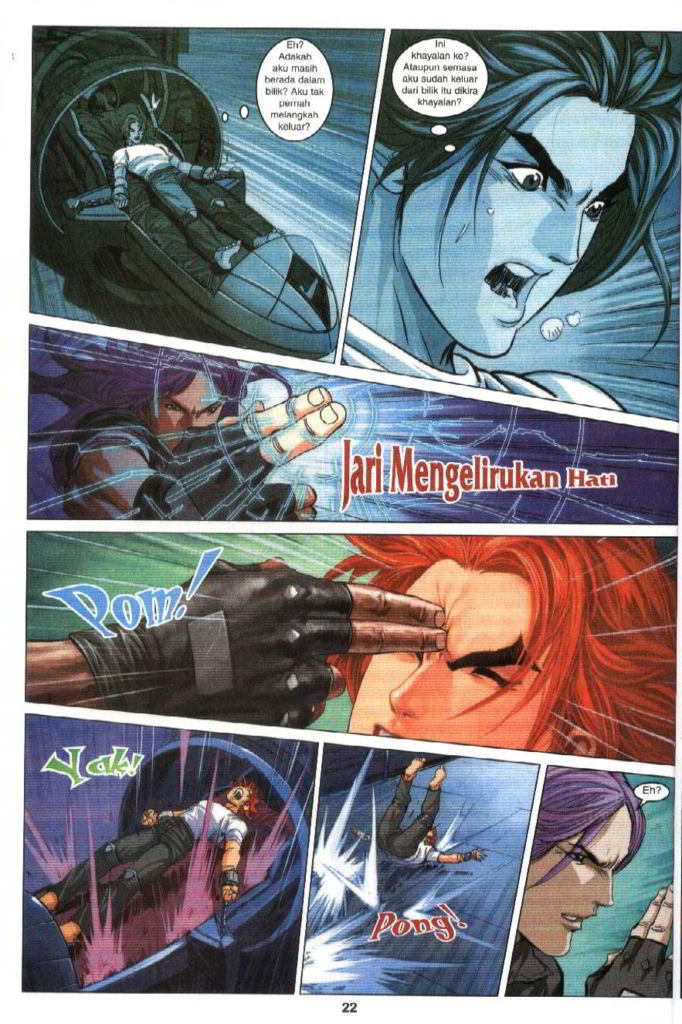 Eh?
Adakah
aku masih
berada dalam
bilik? Aku tak
pernah
melangkah
keluar?
Ini
khayalan ke?
Ataupun semasa
aku sudah keluar
dari bilik itu dikira
khayalan?
Jari Mengelirukan Hati
Pom!
Yak!
Pong!
Eh?
22